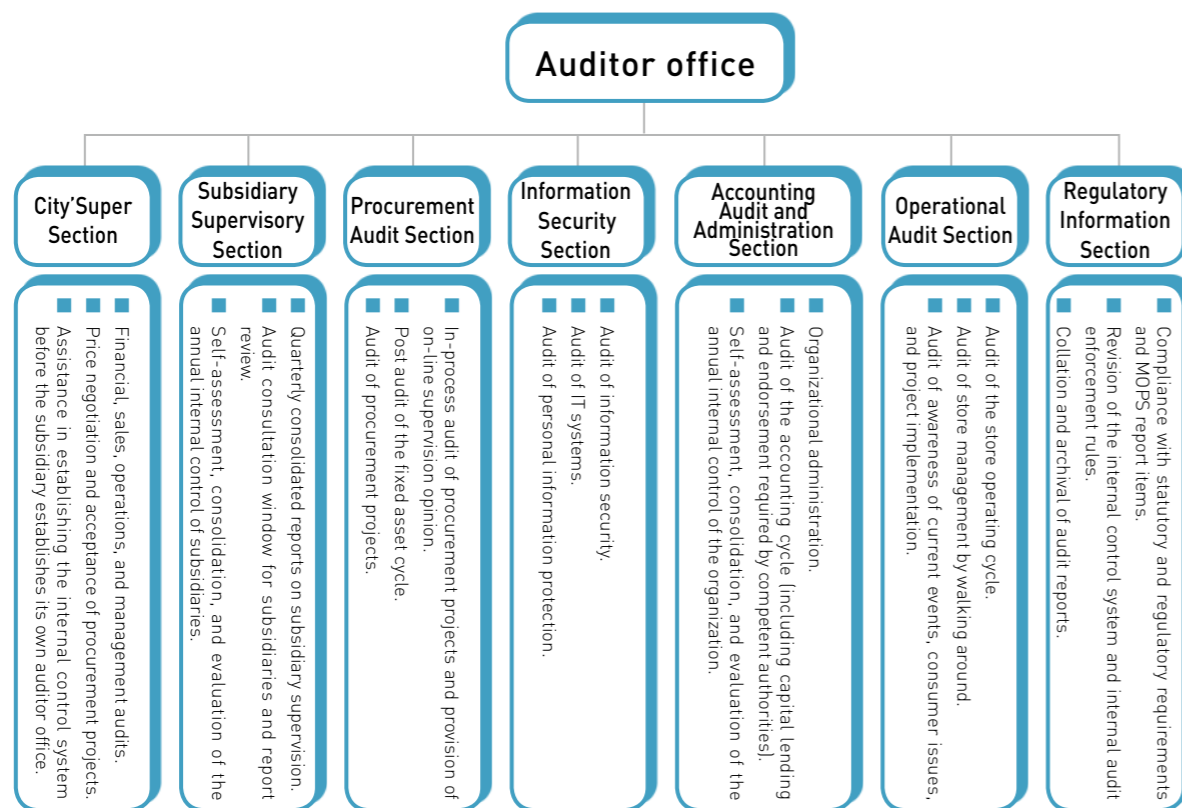 Auditor office
City'Super
Section
Financial, sales, operations, and management audits.
Price negotiation and acceptance of procurement projects.
Assistance in establishing the internal control system
before the subsidiary establishes its own auditor office.
Subsidiary
Supervisory
Section
Quarterly consolidated reports on subsidiary supervision.
Audit consultation window for subsidiaries and report
review.
Self-assessment, consolidation, and evaluation of the
annual internal control of subsidiaries.
Procurement
Audit Section
In-process audit of procurement projects and provision of
on-line supervision opinion.
Post audit of the fixed asset cycle.
Audit of procurement projects.
Information
Security
Section
Audit of information security.
Audit of IT systems.
Audit of personal information protection.
Accounting
Audit and
Administration
Section
Organizational administration.
Audit of the accounting cycle (including capital lending
and endorsement required by competent authorities).
Self-assessment, consolidation, and evaluation of the
annual internal control of the organization.
Operational
Audit Section
Audit of the store operating cycle.
Audit of store management by walking around.
Audit of awareness of current events, consumer issues,
and project implementation.
Regulatory
Information
Section
Compliance with statutory and regulatory requirements
and MOPS report items.
Revision of the internal control system and internal audit
enforcement rules.
Collation and archival of audit reports.